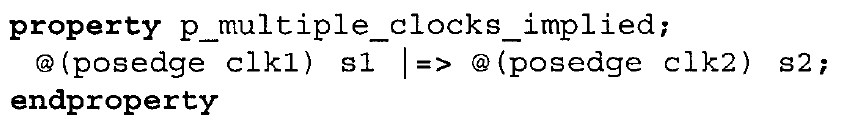 property p_multiple_clocks_implied;
@(posedge clk1) s1 |=> @(posedge clk2) s2;
endproperty